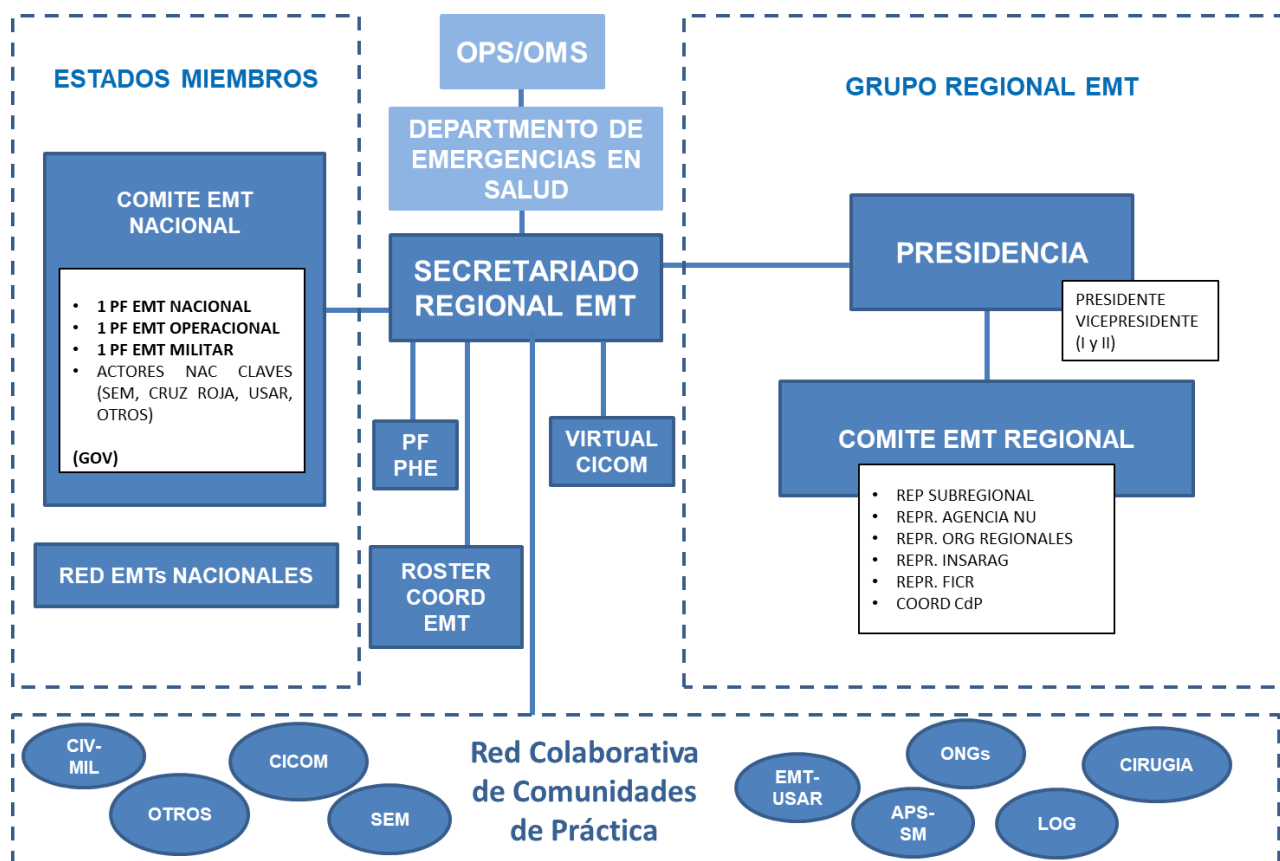 ESTADOS MIEMBROS
COMITE EMT
NACIONAL
• 1 PF EMT NACIONAL
• 1 PF EMT OPERACIONAL
• 1 PF EMT MILITAR
• ACTORES NAC CLAVES
(SEM, CRUZ ROJA, USAR,
OTROS)
(GOV)
RED EMTs NACIONALES
OPS/OMS
DEPARTMENTO DE
EMERGENCIAS EN
SALUD
SECRETARIADO
REGIONAL EMT
PF
PHE
VIRTUAL
CICOM
ROSTER
COORD
EMT
GRUPO REGIONAL EMT
PRESIDENCIA
PRESIDENTE
VICEPRESIDENTE
(I y II)
COMITE EMT REGIONAL
• REP SUBREGIONAL
• REPR. AGENCIA NU
• REPR. ORG REGIONALES
• REPR. INSARAG
• REPR. FICR
• COORD CdP
CIV-
MIL
OTROS
CICOM
SEM
Red Colaborativa
de Comunidades
de Práctica
EMT-
USAR
APS-
SM
ONGs
LOG
CIRUGIA